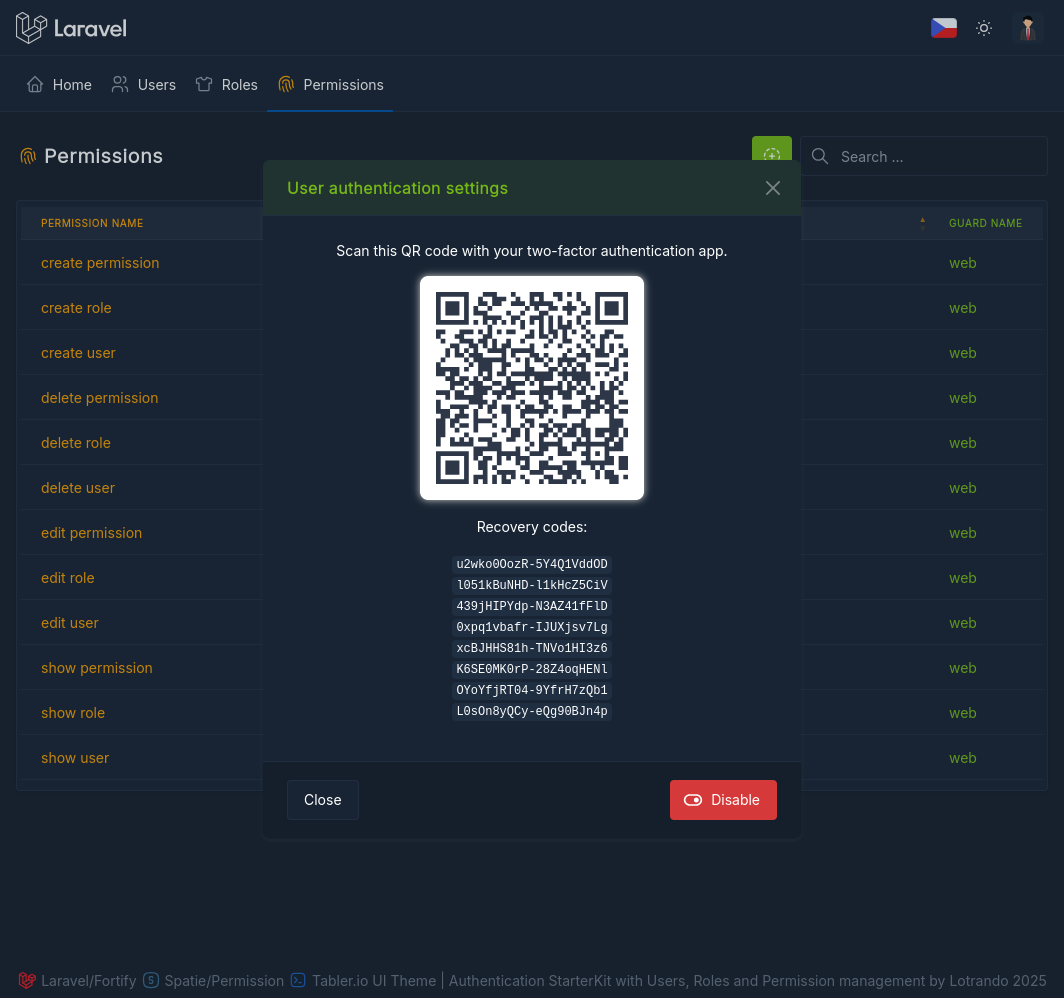 Laravel
Home Users Roles Permissions
Permissions
Search ...
User authentication settings
PERMISSION NAME GUARD NAME
Scan this QR code with your two-factor authentication app.
create permission web
create role web
create user web
delete permission web
delete role web
delete user web
edit permission web
Recovery codes:
u2wko0OozR-5Y4Q1VddOD
l051kBuNHD-l1kHcZ5CiV
edit role web
439jHIPYdp-N3AZ41fFlD
edit user web
0xpq1vbafr-IJUXjsv7Lg
xcBJHHS81h-TNVo1HI3z6
show permission web
K6SE0MK0rP-28Z4oqHENl
OYoYfjRT04-9YfrH7zQb1
show role web
L0sOn8yQCy-eQg90BJn4p
show user web
Close Disable
Laravel/Fortify Spatie/Permission Tabler.io UI Theme | Authentication StarterKit with Users, Roles and Permission management by Lotrando 2025